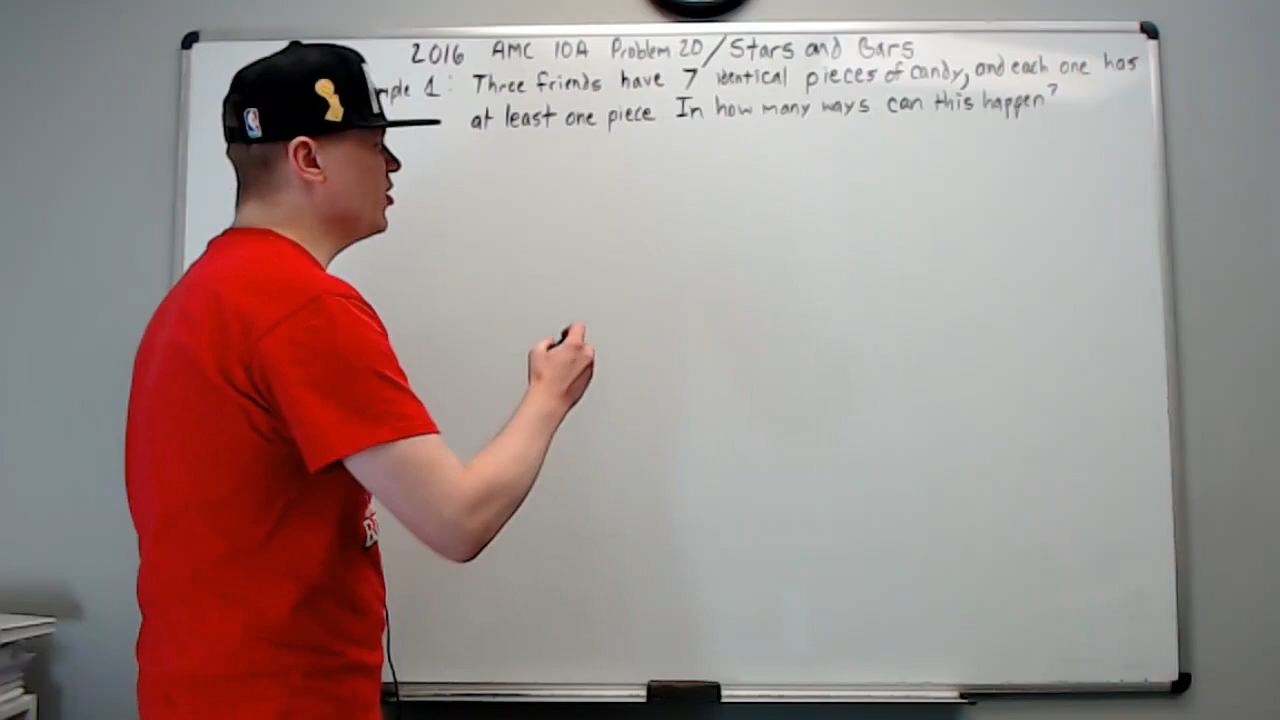 2016 AMC 10A Problem 20/Stars and Bars
1: Three friends have 7 identical pieces of candy, and each one has
at least one piece. In how many ways can this happen?